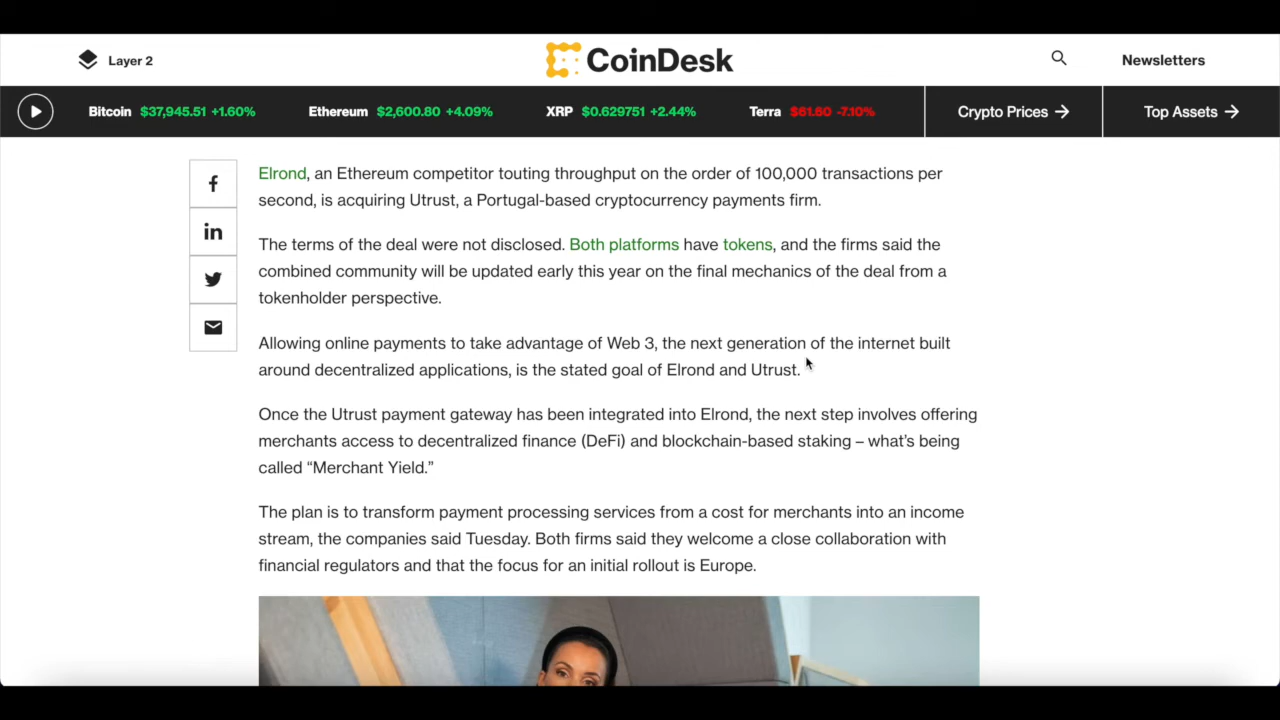 Layer 2
CoinDesk
Newsletters
Bitcoin $37,945.51 +1.60% Ethereum $2,600.80 +4.09% XRP $0.629751 +2.44% Terra $61.60 -7.10% Crypto Prices → Top Assets →
Elrond, an Ethereum competitor touting throughput on the order of 100,000 transactions per
second, is acquiring Utrust, a Portugal-based cryptocurrency payments firm.
The terms of the deal were not disclosed. Both platforms have tokens, and the firms said the
combined community will be updated early this year on the final mechanics of the deal from a
tokenholder perspective.
Allowing online payments to take advantage of Web 3, the next generation of the internet built
around decentralized applications, is the stated goal of Elrond and Utrust.
Once the Utrust payment gateway has been integrated into Elrond, the next step involves offering
merchants access to decentralized finance (DeFi) and blockchain-based staking – what's being
called “Merchant Yield.”
The plan is to transform payment processing services from a cost for merchants into an income
stream, the companies said Tuesday. Both firms said they welcome a close collaboration with
financial regulators and that the focus for an initial rollout is Europe.